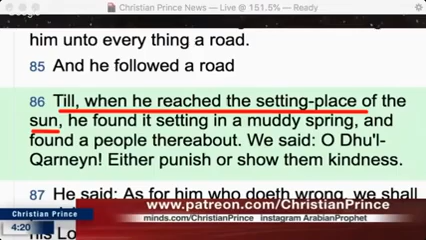 Christian Prince News — Live @ 151.5% — Ready
him unto every thing a road.
85 And he followed a road
86 Till, when he reached the setting-place of the
sun, he found it setting in a muddy spring, and
found a people thereabout. We said: O Dhu'l-
Qarneyn! Either punish or show them kindness.
87 He said: As for him who doeth wrong, we shall
www.patreon.com/ChristianPrince
Christian Prince
minds.com/ChristianPrince instagram ArabianProphet
4:20
his Lo